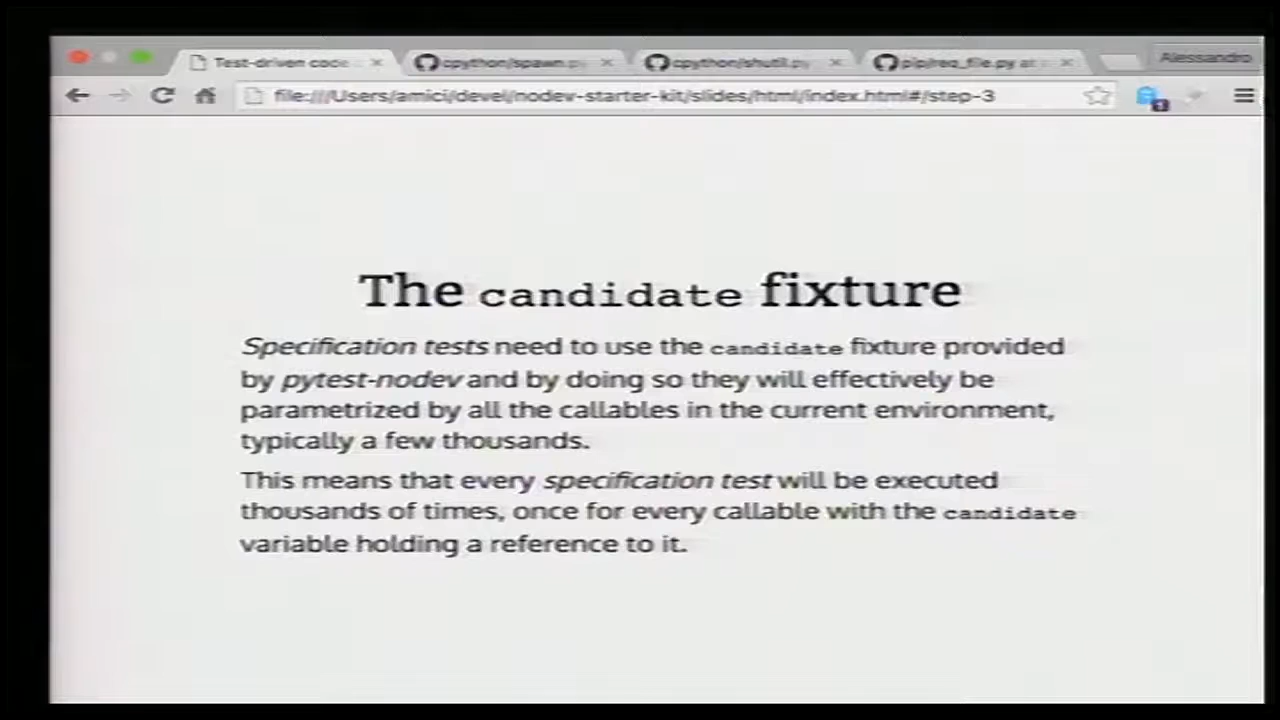 Test-driven code
cpython/spawn.py
cpython/shutil.py
pip/req_file.py at
Alessandro
file:///Users/amici/devel/nodev-starter-kit/slides/html/index.html#/step-3
The candidate fixture
Specification tests need to use the candidate fixture provided
by pytest-nodev and by doing so they will effectively be
parametrized by all the callables in the current environment,
typically a few thousands.
This means that every specification test will be executed
thousands of times, once for every callable with the candidate
variable holding a reference to it.